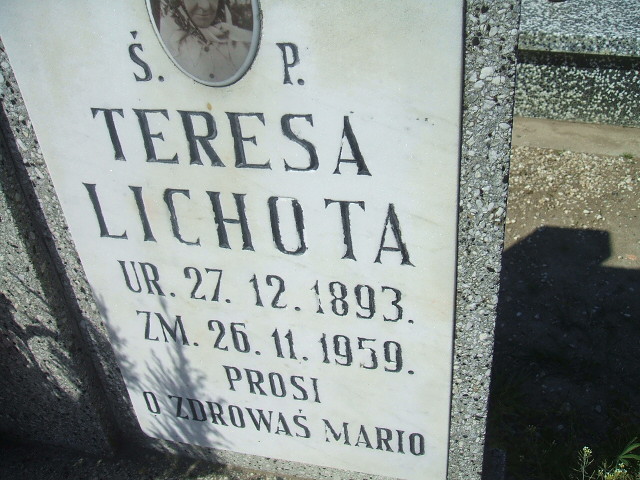 Ś. P.
TERESA
LICHOTA
UR. 27. 12. 1893.
ZM. 26. 11. 1959.
PROSI
O ZDROWAŚ MARIO